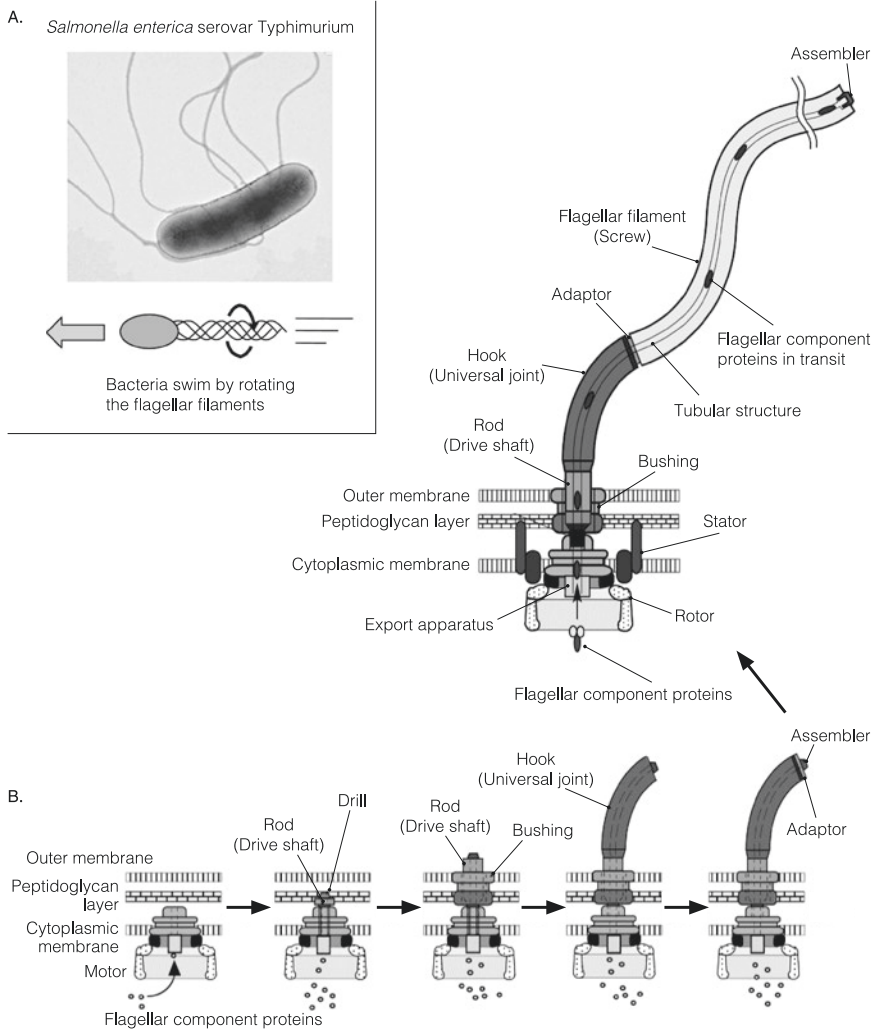 A.
Salmonella enterica serovar Typhimurium
Bacteria swim by rotating
the flagellar filaments
Assembler
Flagellar filament
(Screw)
Adaptor
Flagellar component
proteins in transit
Hook
(Universal joint)
Tubular structure
Rod
(Drive shaft)
Bushing
Outer membrane
Peptidoglycan layer
Stator
Cytoplasmic membrane
Export apparatus
Rotor
Flagellar component proteins
B.
Outer membrane
Peptidoglycan
layer
Cytoplasmic
membrane
Motor
Flagellar component proteins
Drill
Rod
(Drive shaft)
Rod
(Drive shaft)
Bushing
Hook
(Universal joint)
Assembler
Adaptor